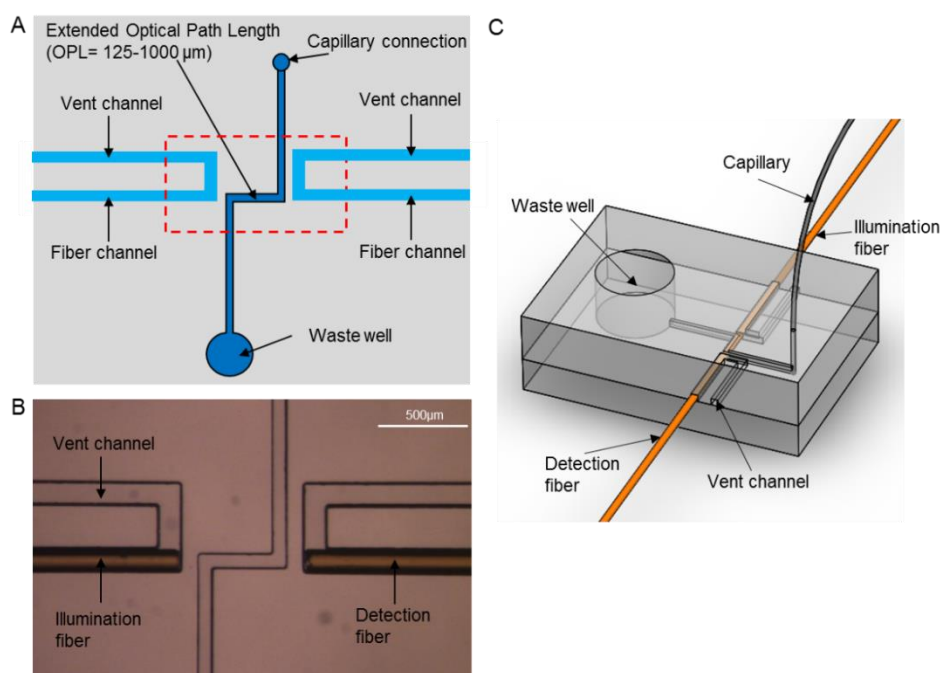 A
Extended Optical Path Length
(OPL= 125-1000 µm)
Capillary connection
Vent channel
Vent channel
Fiber channel
Fiber channel
Waste well
B
500µm
Vent channel
Illumination
fiber
Detection
fiber
C
Capillary
Waste well
Illumination
fiber
Detection
fiber
Vent channel